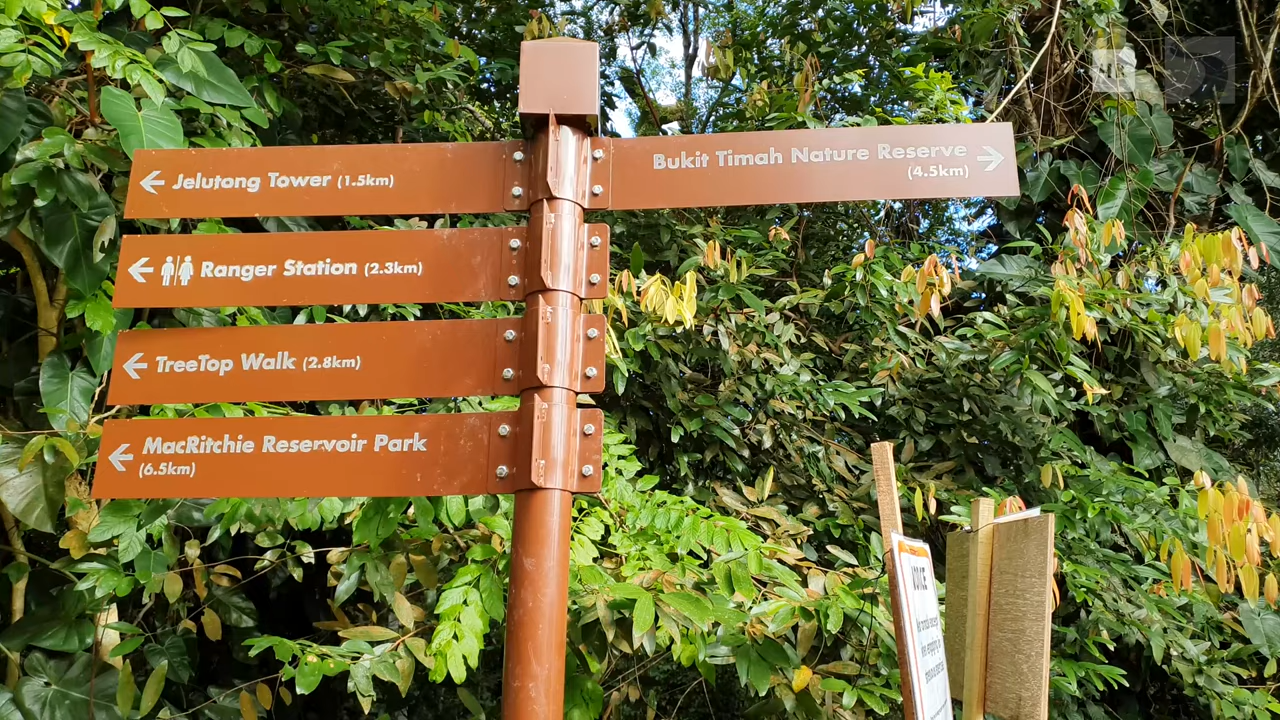 Jelutong Tower (1.5km)
Bukit Timah Nature Reserve
(4.5km)
Ranger Station (2.3km)
TreeTop Walk (2.8km)
MacRitchie Reservoir Park
(6.5km)
NOTICE